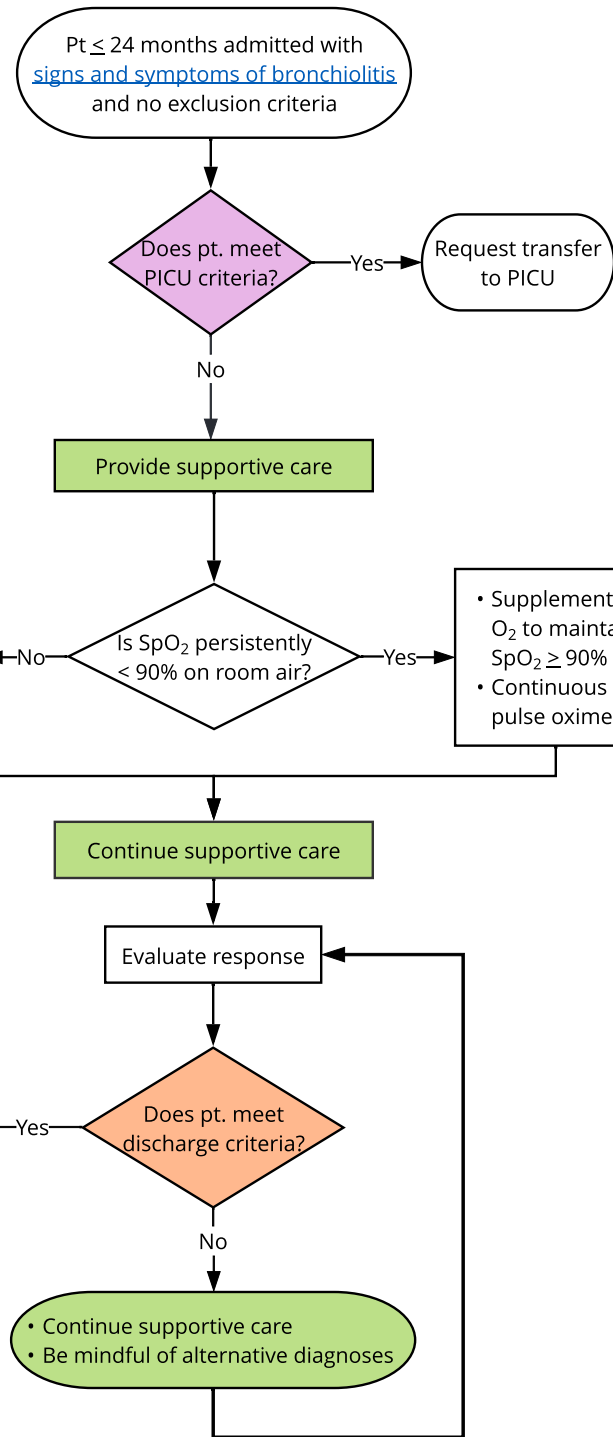 Pt ≤ 24 months admitted with
signs and symptoms of bronchiolitis
and no exclusion criteria
Does pt. meet
PICU criteria?
Yes
Request transfer
to PICU
No
Provide supportive care
Is SpO₂ persistently
< 90% on room air?
No
Yes
• Supplement
O₂ to mainta
SpO₂ ≥ 90%
• Continuous
pulse oxime
Continue supportive care
Evaluate response
Does pt. meet
discharge criteria?
Yes
No
• Continue supportive care
• Be mindful of alternative diagnoses